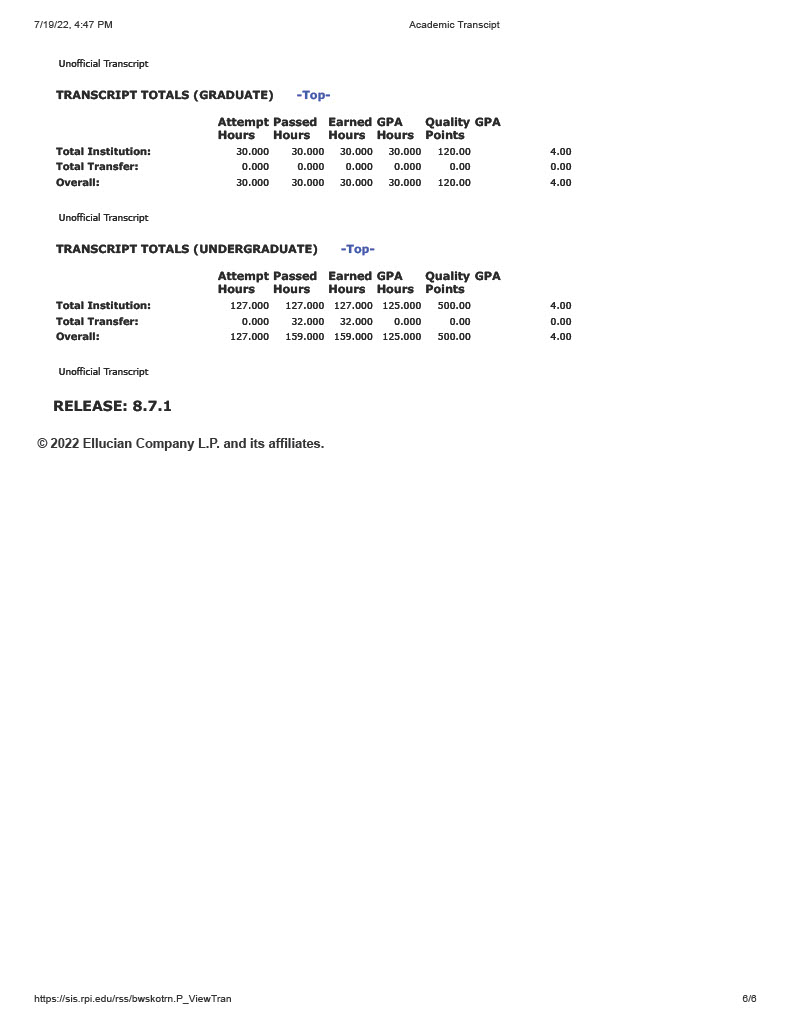 7/19/22, 4:47 PM Academic Transcipt
Unofficial Transcript
TRANSCRIPT TOTALS (GRADUATE) -Top-
Attempt Passed Earned GPA Quality GPA
Hours Hours Hours Hours Points
Total Institution: 30.000 30.000 30.000 30.000 120.00 4.00
Total Transfer: 0.000 0.000 0.000 0.000 0.00 0.00
Overall: 30.000 30.000 30.000 30.000 120.00 4.00
Unofficial Transcript
TRANSCRIPT TOTALS (UNDERGRADUATE) -Top-
Attempt Passed Earned GPA Quality GPA
Hours Hours Hours Hours Points
Total Institution: 127.000 127.000 127.000 125.000 500.00 4.00
Total Transfer: 0.000 32.000 32.000 0.000 0.00 0.00
Overall: 127.000 159.000 159.000 125.000 500.00 4.00
Unofficial Transcript
RELEASE: 8.7.1
© 2022 Ellucian Company L.P. and its affiliates.
https://sis.rpi.edu/rss/bwskotrn.P_ViewTran 6/6